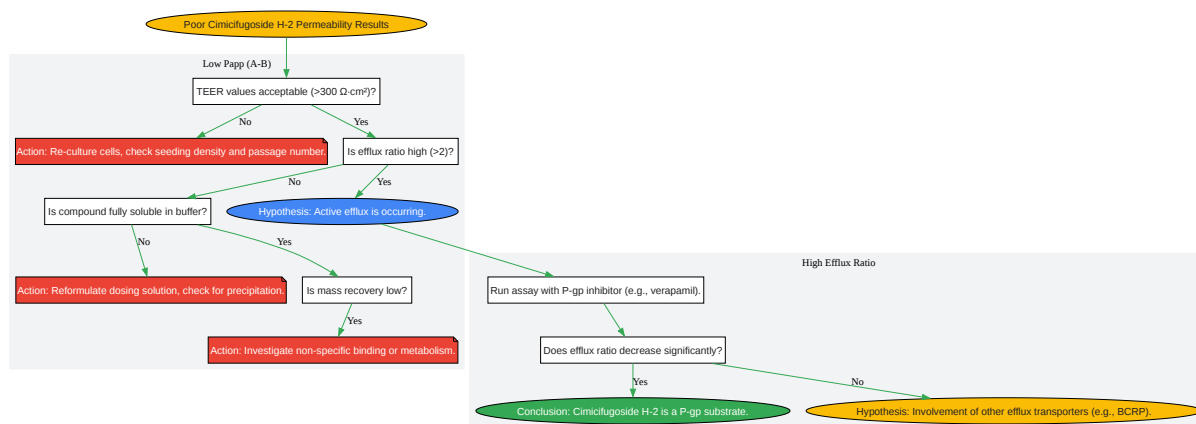 Poor Cimicifugoside H-2 Permeability Results
Low Papp (A-B)
TEER values acceptable (>300 Ω·cm²)?
No
Yes
Action: Re-culture cells, check seeding density and passage number.
Is efflux ratio high (>2)?
No
Yes
Is compound fully soluble in buffer?
Hypothesis: Active efflux is occurring.
No
Yes
High Efflux Ratio
Action: Reformulate dosing solution, check for precipitation.
Is mass recovery low?
Run assay with P-gp inhibitor (e.g., verapamil).
Yes
Action: Investigate non-specific binding or metabolism.
Does efflux ratio decrease significantly?
Yes
No
Conclusion: Cimicifugoside H-2 is a P-gp substrate.
Hypothesis: Involvement of other efflux transporters (e.g., BCRP).